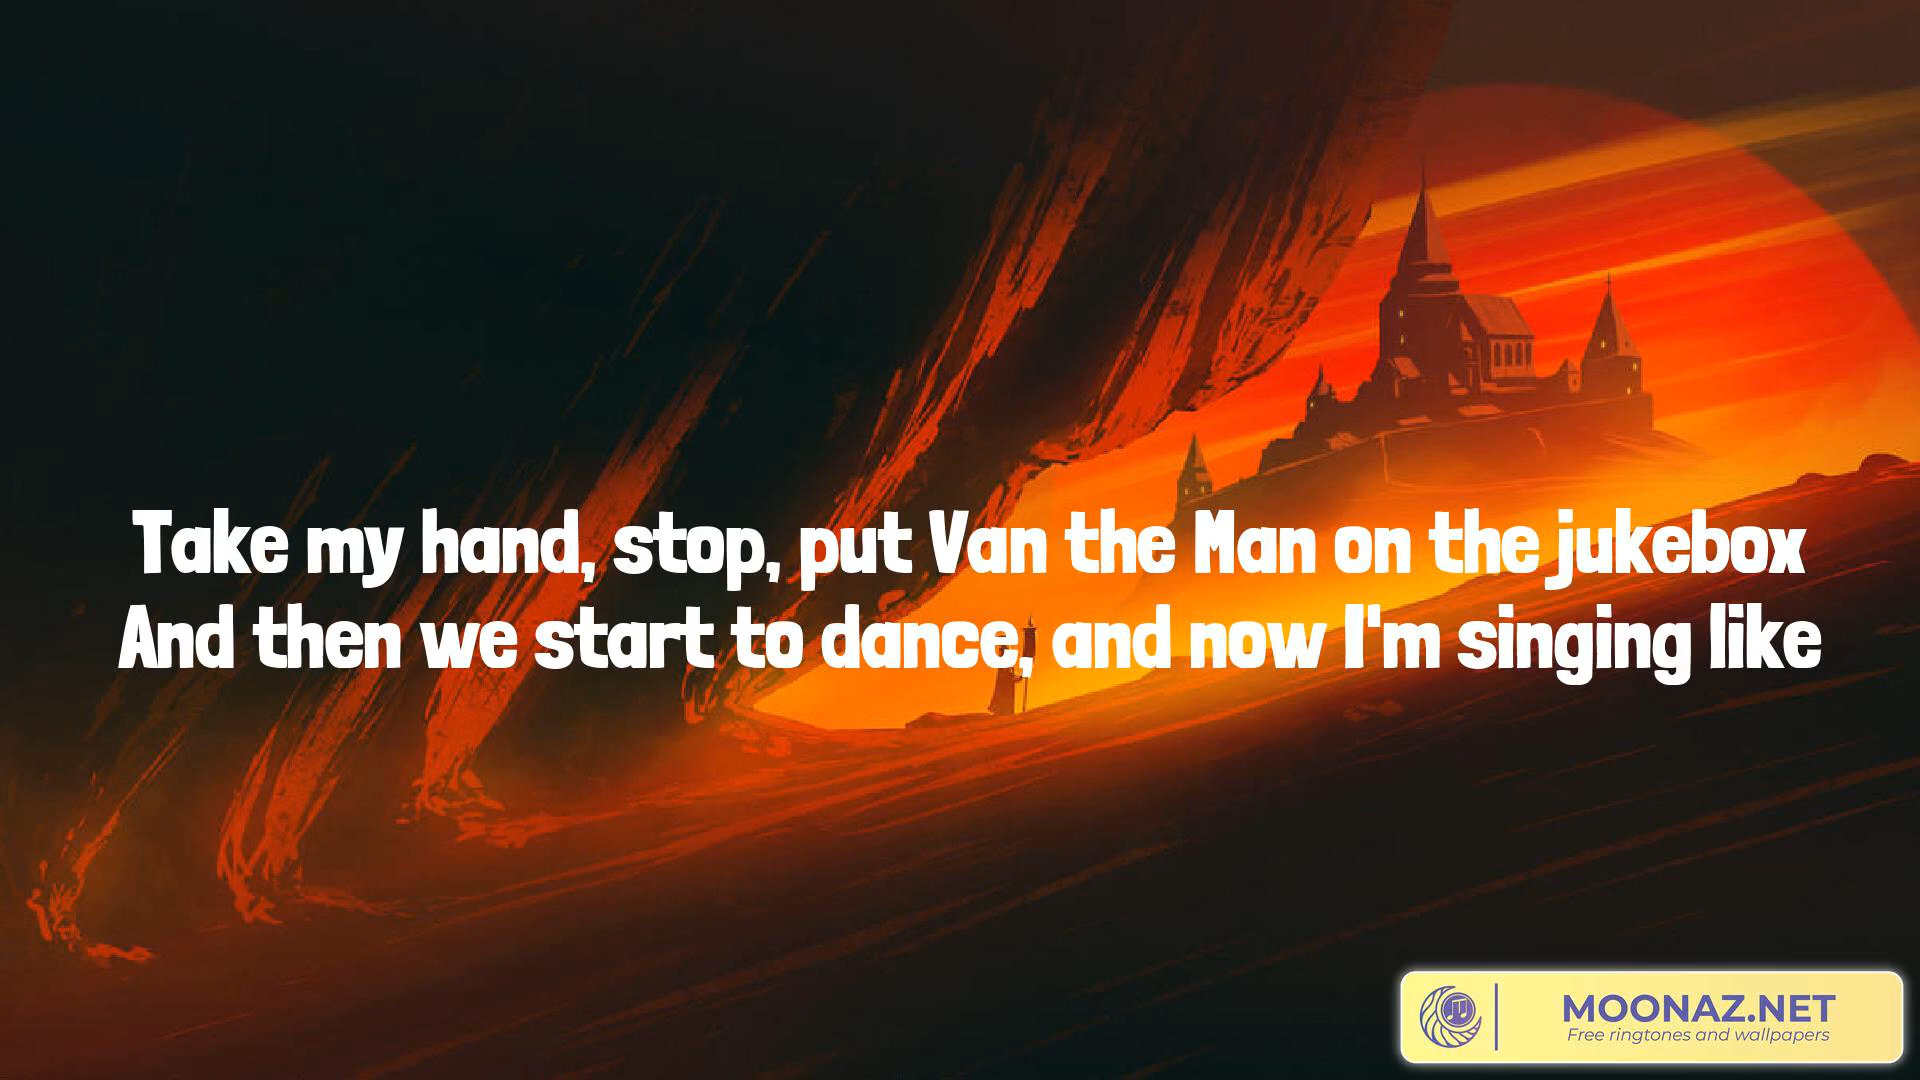 Take my hand, stop, put Van the Man on the jukebox
And then we start to dance, and now I'm singing like
MOONAZ.NET
Free ringtones and wallpapers